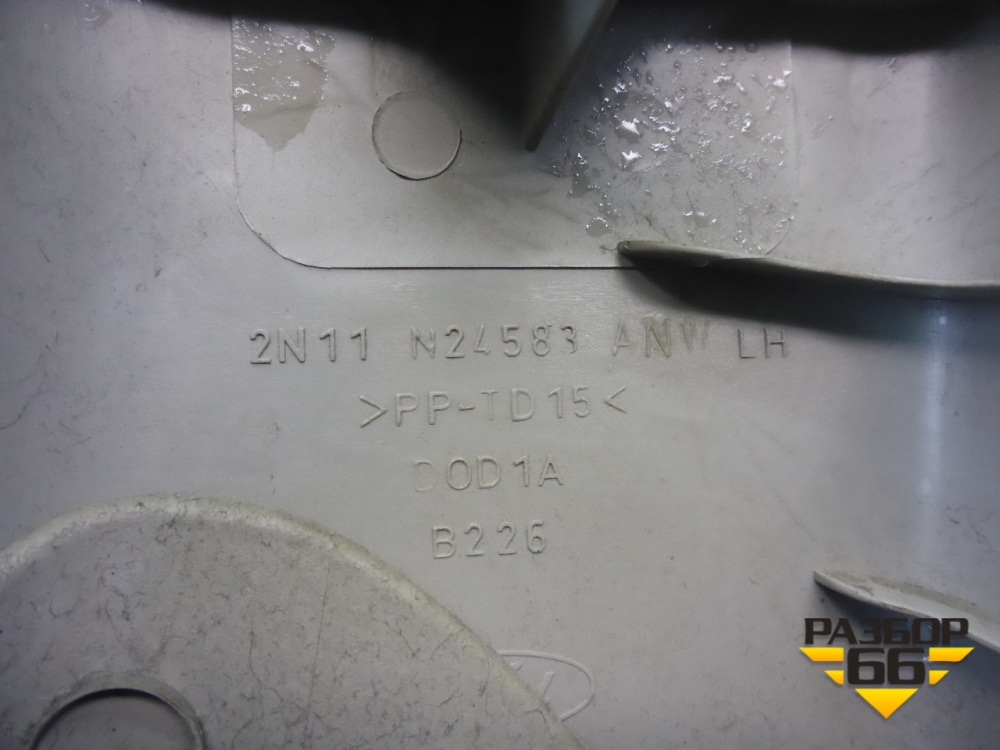 2N11 N24583 ANW LH
>PP-TD15<
DOD1A
B226
РАЗБОР
66